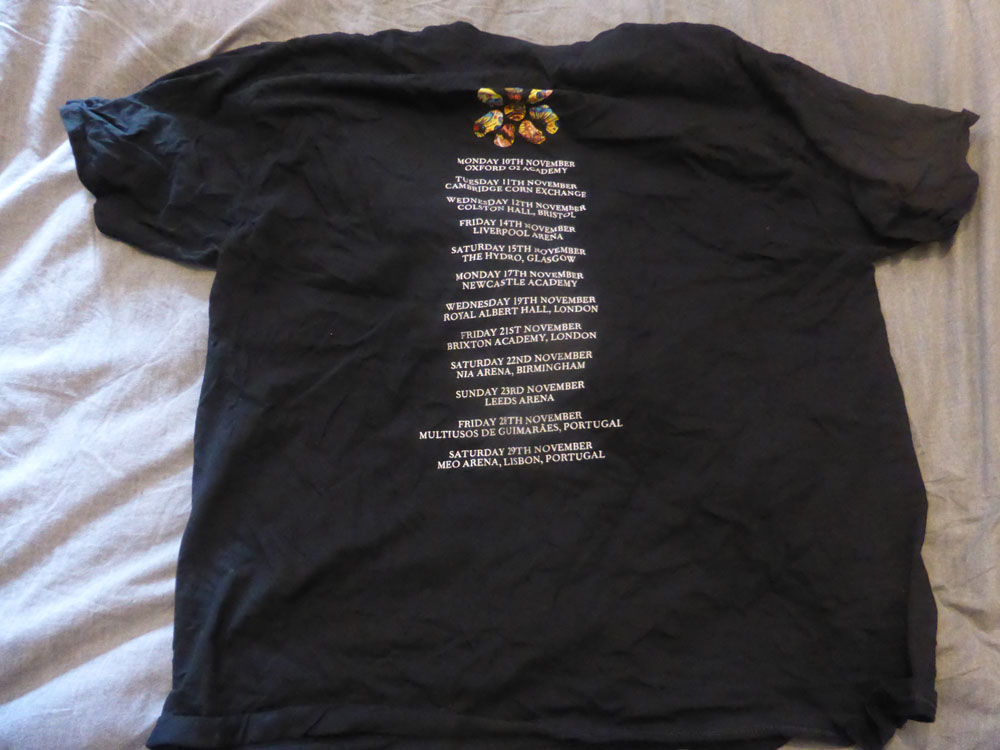 MONDAY 10TH NOVEMBER
OXFORD O2 ACADEMY
TUESDAY 11TH NOVEMBER
CAMBRIDGE CORN EXCHANGE
WEDNESDAY 12TH NOVEMBER
COLSTON HALL, BRISTOL
FRIDAY 14TH NOVEMBER
LIVERPOOL ARENA
SATURDAY 15TH NOVEMBER
THE HYDRO, GLASGOW
MONDAY 17TH NOVEMBER
NEWCASTLE ACADEMY
WEDNESDAY 19TH NOVEMBER
ROYAL ALBERT HALL, LONDON
FRIDAY 21ST NOVEMBER
BRIXTON ACADEMY, LONDON
SATURDAY 22ND NOVEMBER
NIA ARENA, BIRMINGHAM
SUNDAY 23RD NOVEMBER
LEEDS ARENA
FRIDAY 28TH NOVEMBER
MULTIUSOS DE GUIMARÃES, PORTUGAL
SATURDAY 29TH NOVEMBER
MEO ARENA, LISBON, PORTUGAL